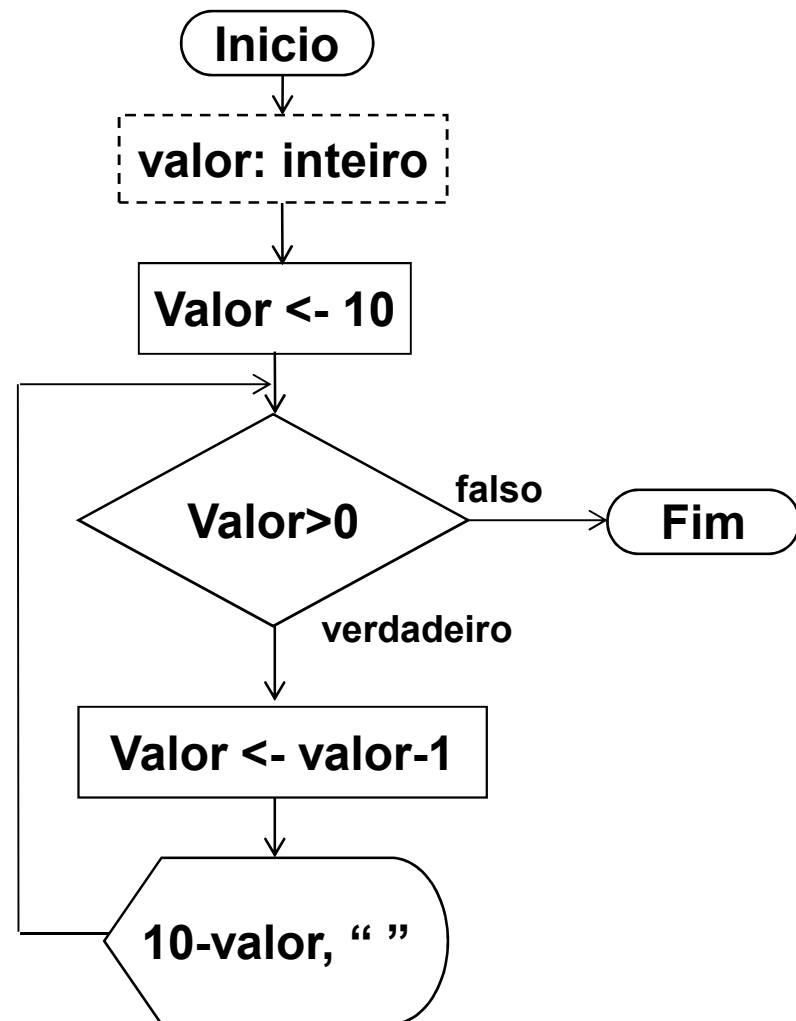 Inicio
valor: inteiro
Valor <- 10
Valor>0
falso
Fim
verdadeiro
Valor <- valor-1
10-valor, “ ”